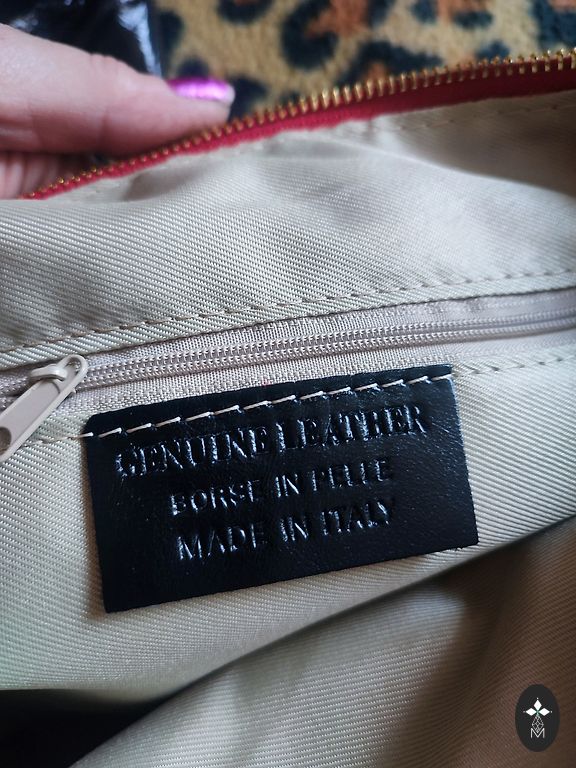 GENUINE LEATHER
BORSE IN PELLE
MADE IN ITALY
M